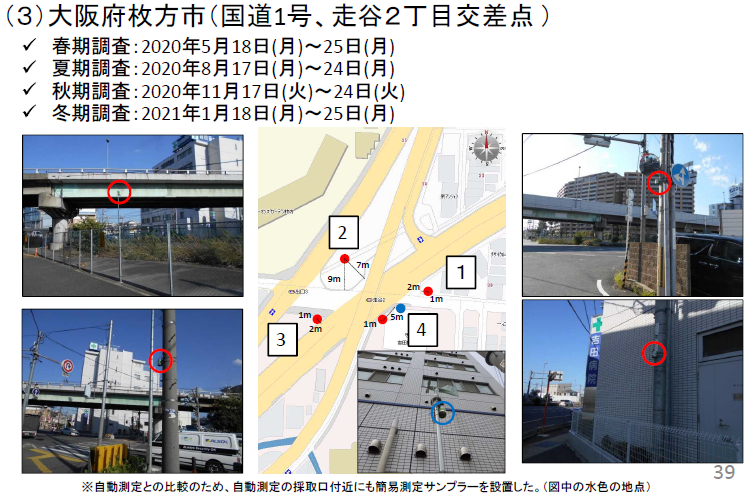 （3）大阪府枚方市（国道1号、走谷２丁目交差点 ）
✓ 春期調査：2020年5月18日(月)～25日(月)
✓ 夏期調査：2020年8月17日(月)～24日(月)
✓ 秋期調査：2020年11月17日(火)～24日(火)
✓ 冬期調査：2021年1月18日(月)～25日(月)
2
7m
9m
1
2m
1m
1m
2m
3
1m
5m
4
吉田病院
39
※自動測定との比較のため、自動測定の採取口付近にも簡易測定サンプラーを設置した。（図中の水色の地点）